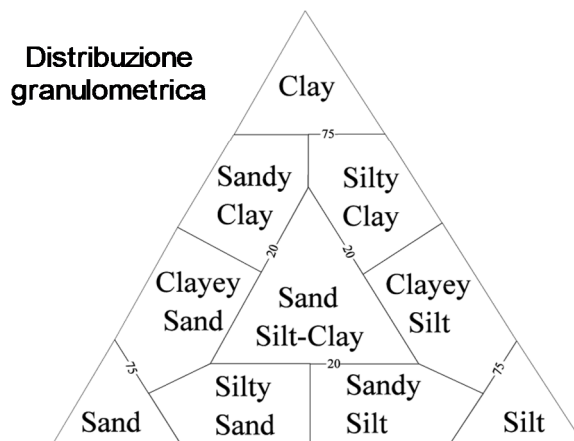 Distribuzione
granulometrica
Clay
75
Sandy
Clay
Silty
Clay
20
20
Clayey
Sand
Sand
Silt-Clay
Clayey
Silt
75
20
75
Silty
Sand
Sandy
Silt
Sand
Silt